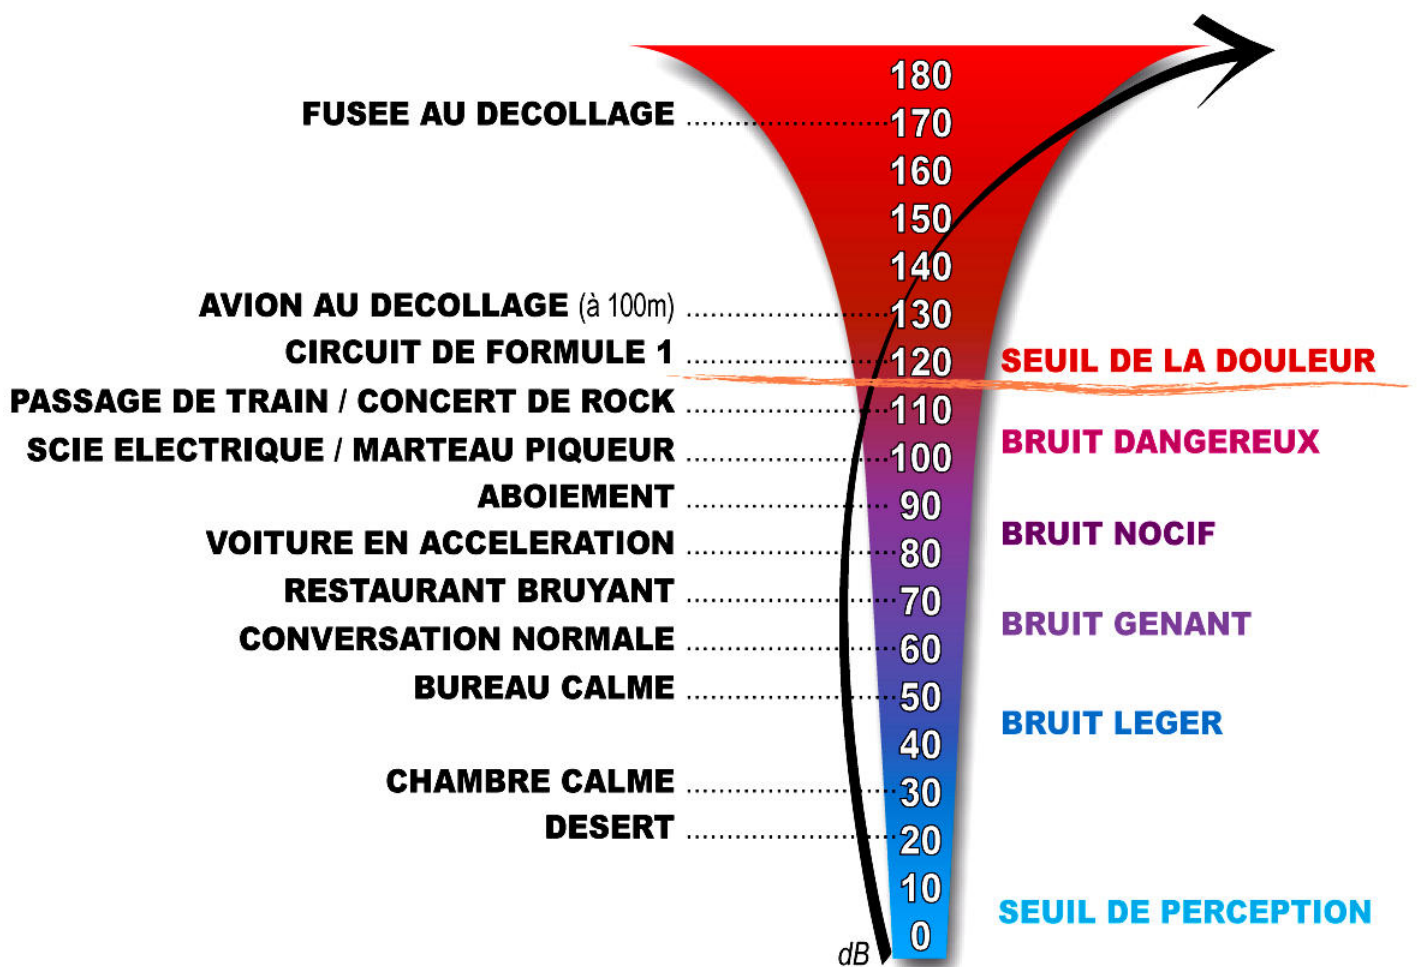 180
FUSEE AU DECOLLAGE ........................ 170
160
150
140
AVION AU DECOLLAGE (à 100m) ........................ 130
CIRCUIT DE FORMULE 1 ........................ 120 SEUIL DE LA DOULEUR
PASSAGE DE TRAIN / CONCERT DE ROCK ........................ 110
SCIE ELECTRIQUE / MARTEAU PIQUEUR ........................ 100 BRUIT DANGEREUX
ABOIEMENT ........................ 90
VOITURE EN ACCELERATION ........................ 80 BRUIT NOCIF
RESTAURANT BRUYANT ........................ 70
CONVERSATION NORMALE ........................ 60 BRUIT GENANT
BUREAU CALME ........................ 50
40 BRUIT LEGER
CHAMBRE CALME ........................ 30
DESERT ........................ 20
10
SEUIL DE PERCEPTION
0
dB